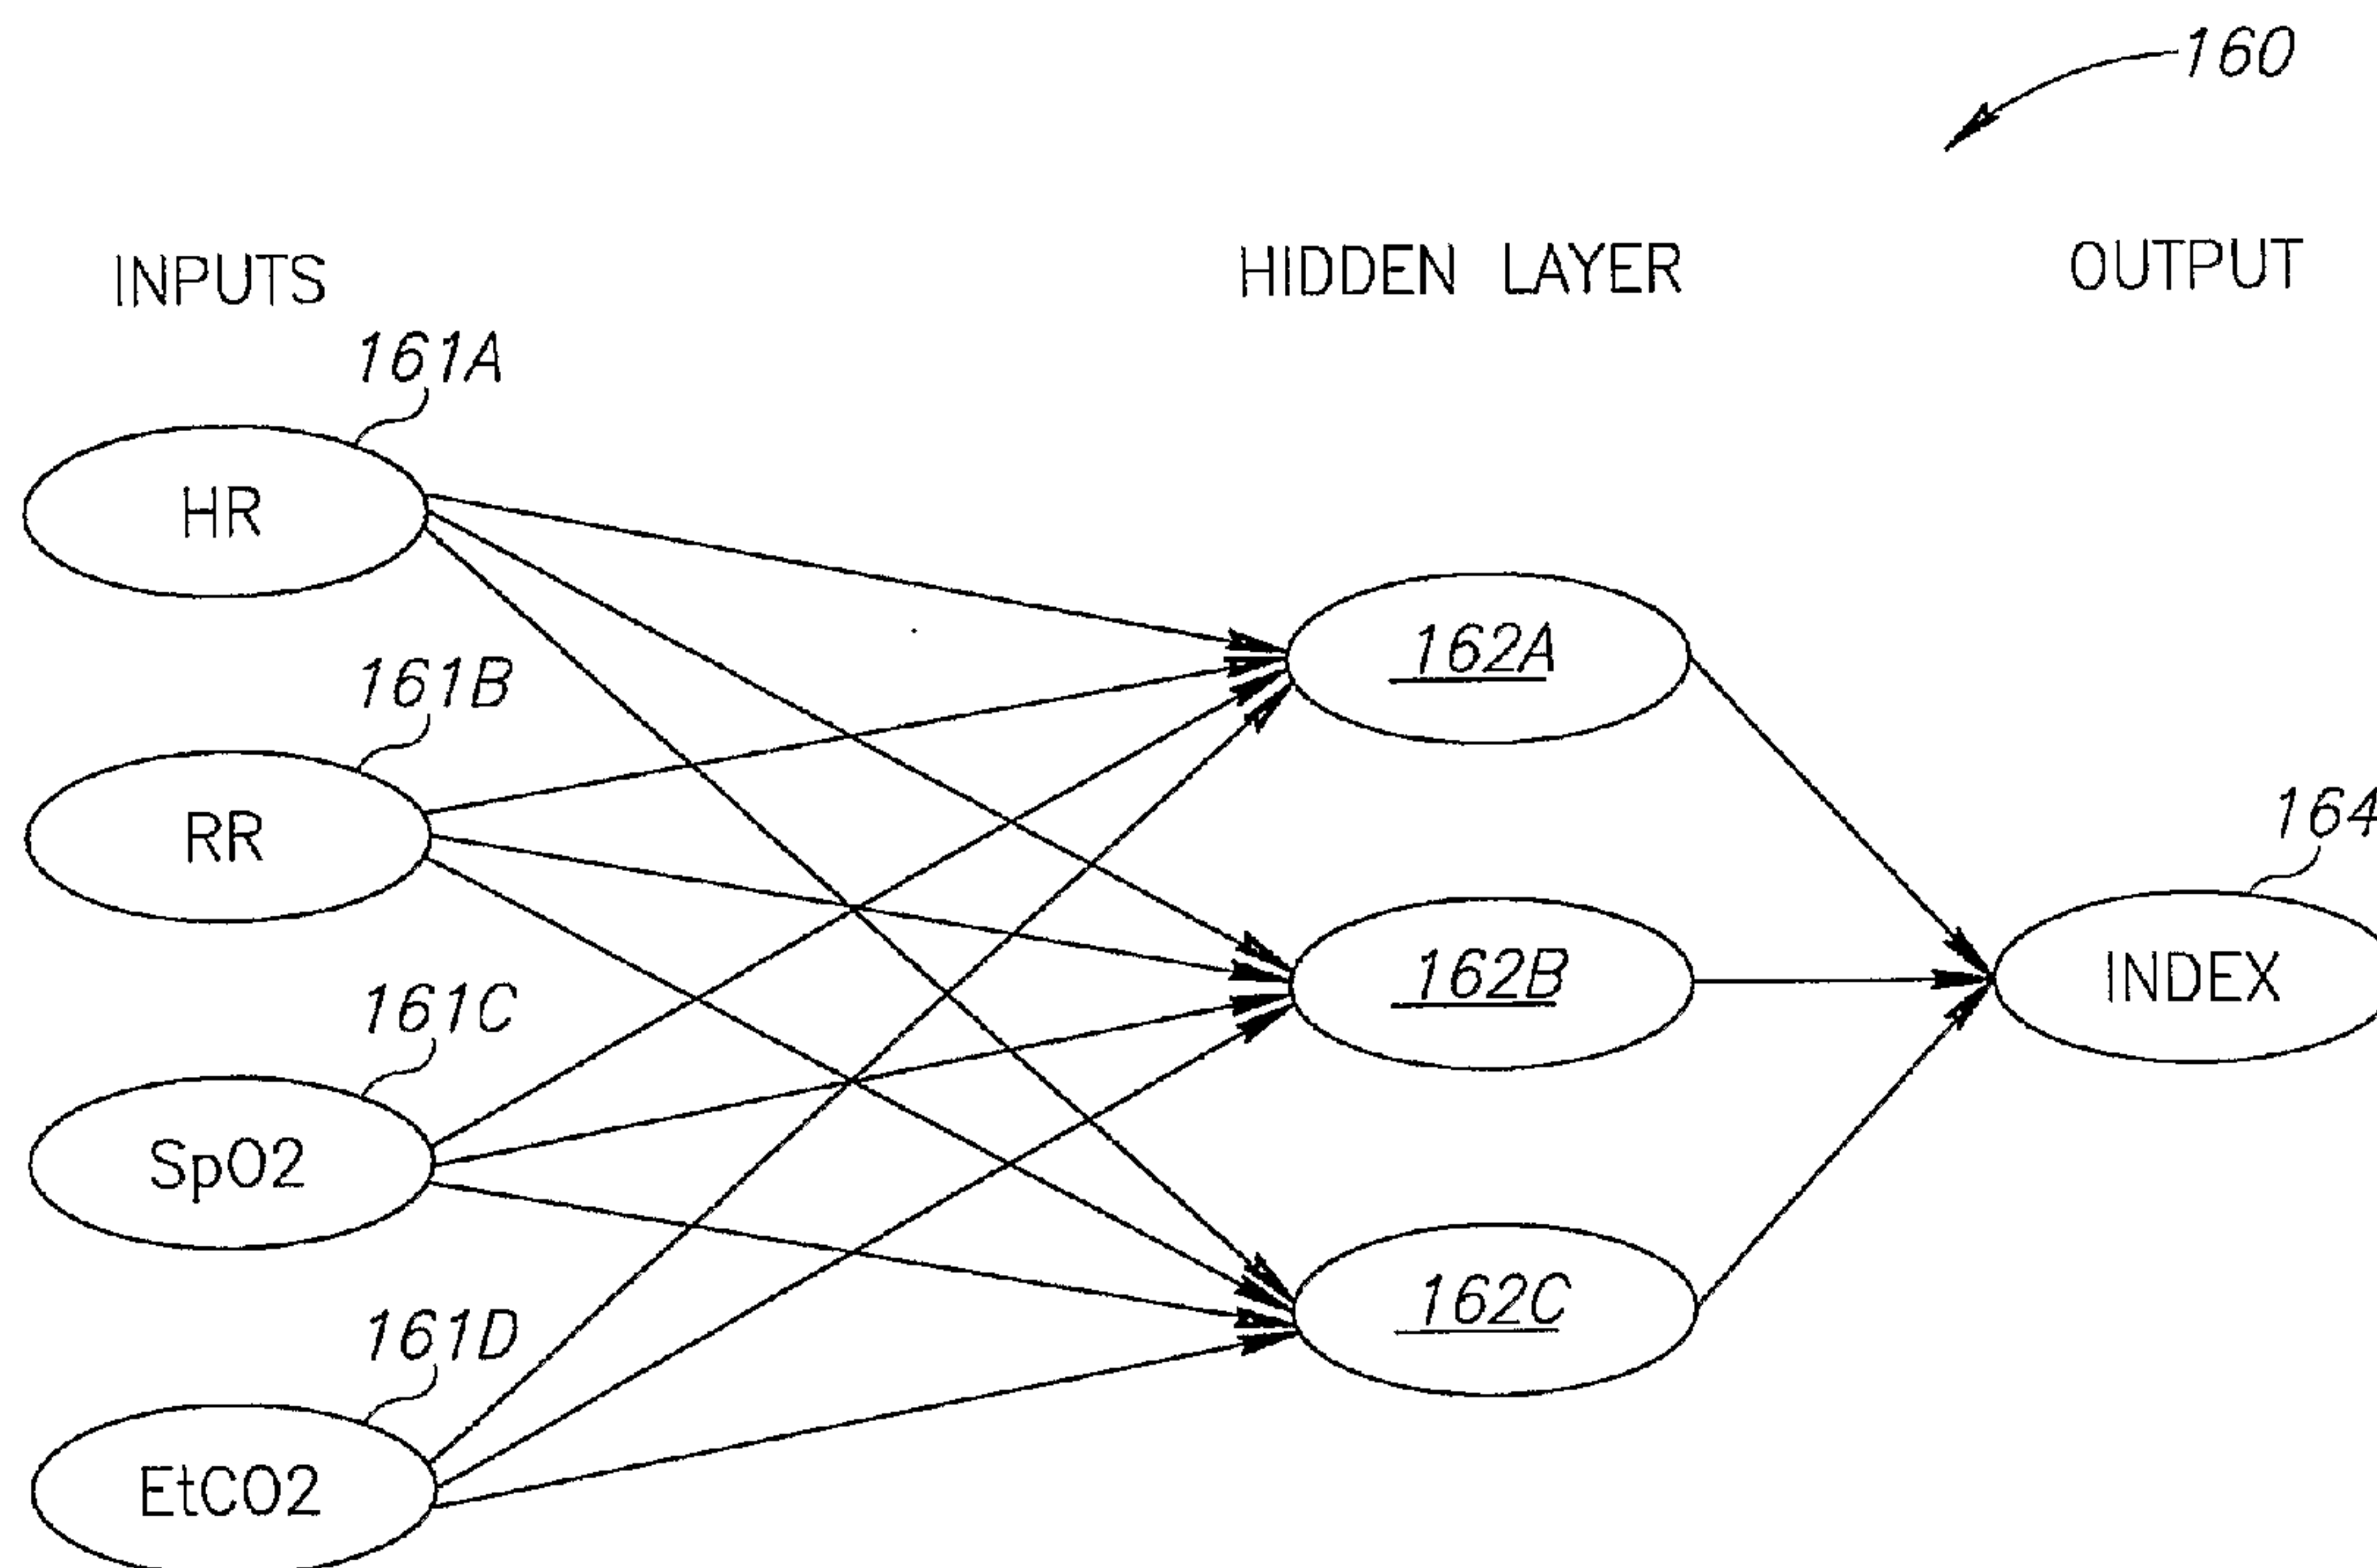 160
INPUTS HIDDEN LAYER OUTPUT
161A
HR
161B
162A
RR
164
161C
162B
INDEX
SpO2
161D
162C
EtCO2